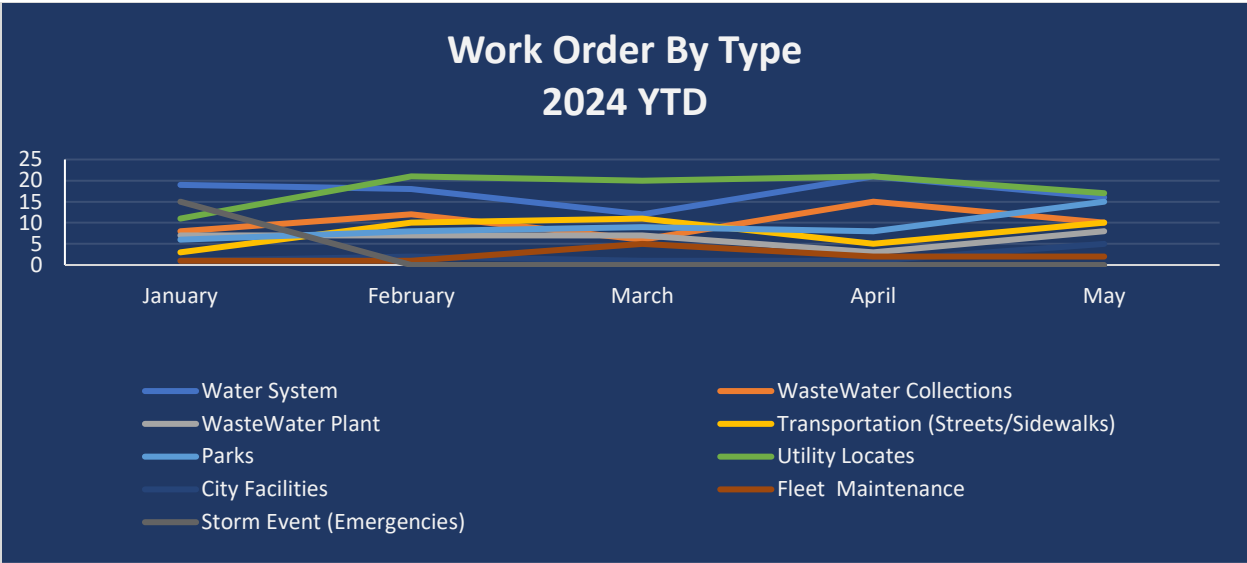 Work Order By Type
2024 YTD
25
20
15
10
5
0
January February March April May
Water System WasteWater Collections
WasteWater Plant Transportation (Streets/Sidewalks)
Parks Utility Locates
City Facilities Fleet  Maintenance
Storm Event (Emergencies)